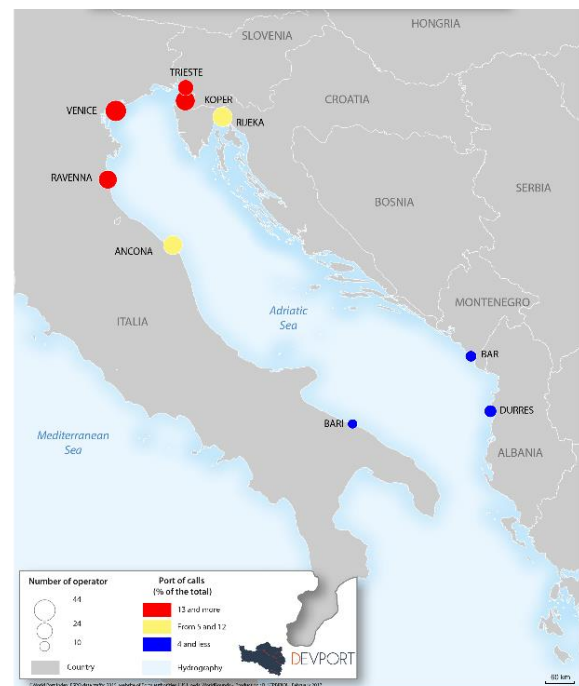 HONGRIA
SLOVENIA
TRIESTE
VENICE
KOPER
CROATIA
RIJEKA
RAVENNA
BOSNIA
SERBIA
ANCONA
MONTENEGRO
Adriatic
Sea
ITALIA
BAR
DURRES
BARI
Mediterranean
Sea
ALBANIA
Number of operator
Port of calls
(% of the total)
44
24
10
13 and more
From 5 and 12
4 and less
Country
Hydrography
DEVPORT
60 km